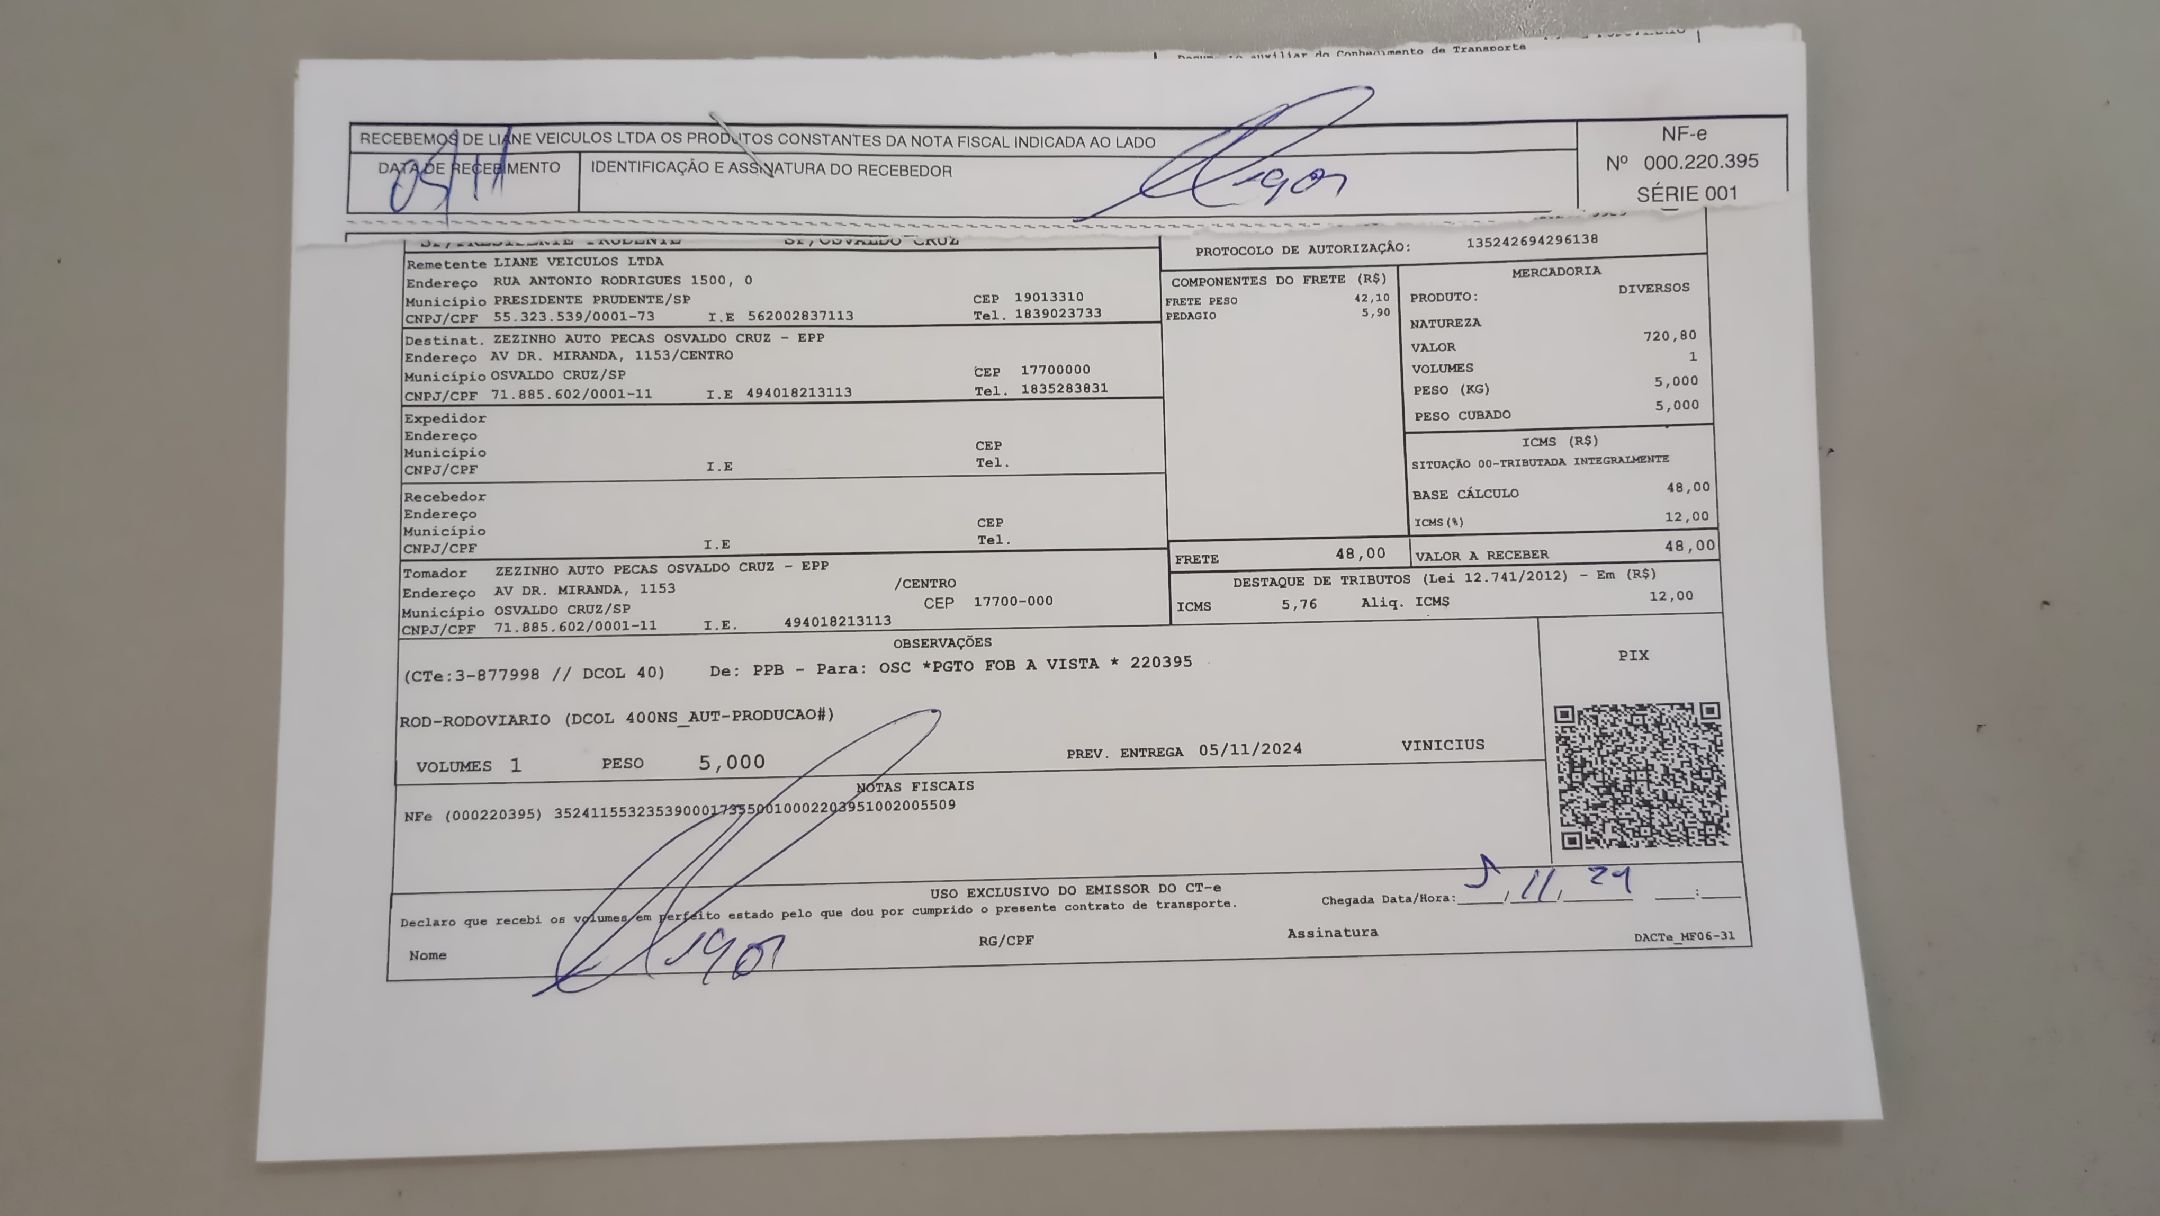 Documento auxiliar do Conhecimento de Transporte
RECEBEMOS DE LIANE VEICULOS LTDA OS PRODUTOS CONSTANTES DA NOTA FISCAL INDICADA AO LADO
DATA DE RECEBIMENTO IDENTIFICAÇÃO E ASSINATURA DO RECEBEDOR
05/11
NF-e
Nº 000.220.395
SÉRIE 001
SP/PRESIDENTE PRUDENTE SP/OSVALDO CRUZ
Remetente LIANE VEICULOS LTDA
Endereço RUA ANTONIO RODRIGUES 1500, 0
Município PRESIDENTE PRUDENTE/SP CEP 19013310
CNPJ/CPF 55.323.539/0001-73 I.E 562002837113 Tel. 1839023733
Destinat. ZEZINHO AUTO PECAS OSVALDO CRUZ - EPP
Endereço AV DR. MIRANDA, 1153/CENTRO
Município OSVALDO CRUZ/SP CEP 17700000
CNPJ/CPF 71.885.602/0001-11 I.E 494018213113 Tel. 1835283831
Expedidor
Endereço
Município CEP
CNPJ/CPF I.E Tel.
Recebedor
Endereço
Município CEP
CNPJ/CPF I.E Tel.
Tomador ZEZINHO AUTO PECAS OSVALDO CRUZ - EPP
Endereço AV DR. MIRANDA, 1153 /CENTRO
Município OSVALDO CRUZ/SP CEP 17700-000
CNPJ/CPF 71.885.602/0001-11 I.E. 494018213113
PROTOCOLO DE AUTORIZAÇÃO: 135242694296138
COMPONENTES DO FRETE (R$)
FRETE PESO 42,10
PEDAGIO 5,90
MERCADORIA
PRODUTO: DIVERSOS
NATUREZA
VALOR 720,80
VOLUMES 1
PESO (KG) 5,000
PESO CUBADO 5,000
ICMS (R$)
SITUAÇÃO 00-TRIBUTADA INTEGRALMENTE
BASE CÁLCULO 48,00
ICMS(%) 12,00
FRETE 48,00 VALOR A RECEBER 48,00
DESTAQUE DE TRIBUTOS (Lei 12.741/2012) - Em (R$)
ICMS 5,76 Aliq. ICMS 12,00
OBSERVAÇÕES
(CTe:3-877998 // DCOL 40) De: PPB - Para: OSC *PGTO FOB A VISTA * 220395
ROD-RODOVIARIO (DCOL 400NS_AUT-PRODUCAO#)
VOLUMES 1 PESO 5,000 PREV. ENTREGA 05/11/2024 VINICIUS
PIX
NOTAS FISCAIS
NFe (000220395) 35241155323539000173550010002203951002005509
USO EXCLUSIVO DO EMISSOR DO CT-e
Declaro que recebi os volumes em perfeito estado pelo que dou por cumprido o presente contrato de transporte.
Chegada Data/Hora: 5/11/24 :
Nome RG/CPF Assinatura DACTe_MF06-31